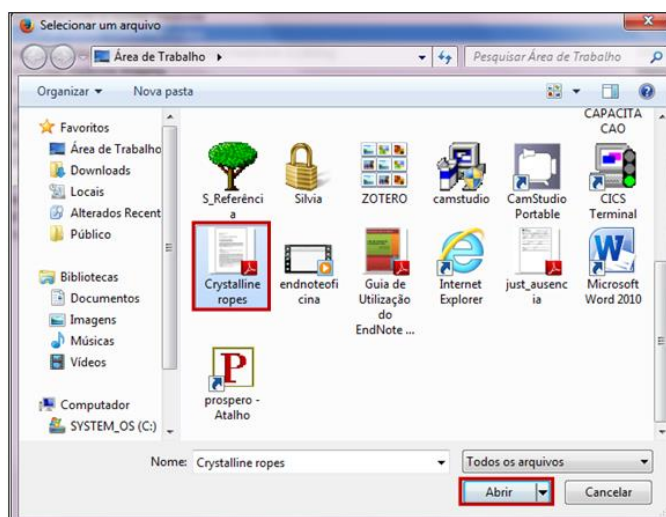 Selecionar um arquivo
Área de Trabalho
Pesquisar Área de Trabalho
Organizar
Nova pasta
Favoritos
Área de Trabalho
Downloads
Locais
Alterados Recent
Público
Bibliotecas
Documentos
Imagens
Músicas
Vídeos
Computador
SYSTEM_OS (C:)
CAPACITA
CAO
S_Referênci
a
Silvia
ZOTERO
camstudio
CamStudio
Portable
CICS
Terminal
Crystalline
ropes
endnoteofi
cina
Guia de
Utilização
do
EndNote ...
Internet
Explorer
just_ausenc
ia
Microsoft
Word 2010
prospero -
Atalho
Nome: Crystalline ropes
Todos os arquivos
Abrir
Cancelar